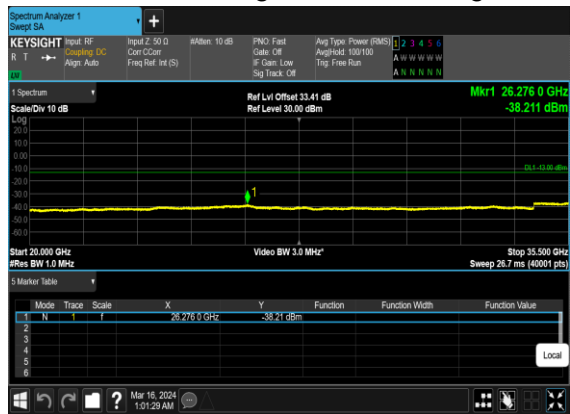 Spectrum Analyzer 1
Swept SA
KEYSIGHT Input: RF Input Z: 50 Ω #Atten: 10 dB PNO: Fast Avg Type: Power (RMS) 1 2 3 4 5 6
R T Coupling: DC Corr CCorr Gate: Off Avg|Hold: 100/100 A W W W W W
Align: Auto Freq Ref: Int (S) IF Gain: Low Trig: Free Run
Sig Track: Off A N N N N N
LW
1 Spectrum
Ref Lvl Offset 33.41 dB Mkr1 26.276 0 GHz
Scale/Div 10 dB Ref Level 30.00 dBm -38.211 dBm
Log
20.0
10.0
0.00
-10.0
DL1 -13.00 dBm
-20.0
-30.0
1
-40.0
-50.0
-60.0
Start 20.000 GHz Video BW 3.0 MHz* Stop 35.500 GHz
#Res BW 1.0 MHz Sweep 26.7 ms (40001 pts)
5 Marker Table
Mode Trace Scale X Y Function Function Width Function Value
1 N 1 f 26.276 0 GHz -38.21 dBm
2
3
4
5
6
Local
? Mar 16, 2024
1:01:29 AM